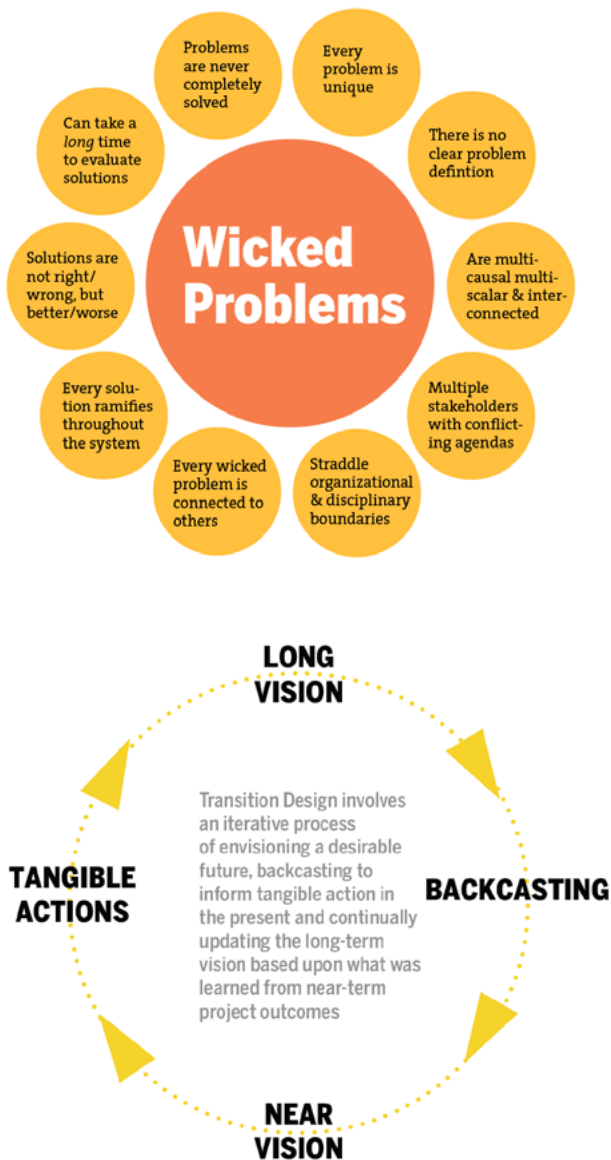 Wicked
Problems
Problems
are never
completely
solved
Every
problem is
unique
There is no
clear problem
defintion
Are multi-
causal multi-
scalar & inter-
connected
Multiple
stakeholders
with conflict-
ing agendas
Straddle
organizational
& disciplinary
boundaries
Every wicked
problem is
connected to
others
Every solu-
tion ramifies
throughout
the system
Solutions are
not right/
wrong, but
better/worse
Can take a
long time
to evaluate
solutions
LONG
VISION
BACKCASTING
NEAR
VISION
TANGIBLE
ACTIONS
Transition Design involves
an iterative process
of envisioning a desirable
future, backcasting to
inform tangible action in
the present and continually
updating the long-term
vision based upon what was
learned from near-term
project outcomes